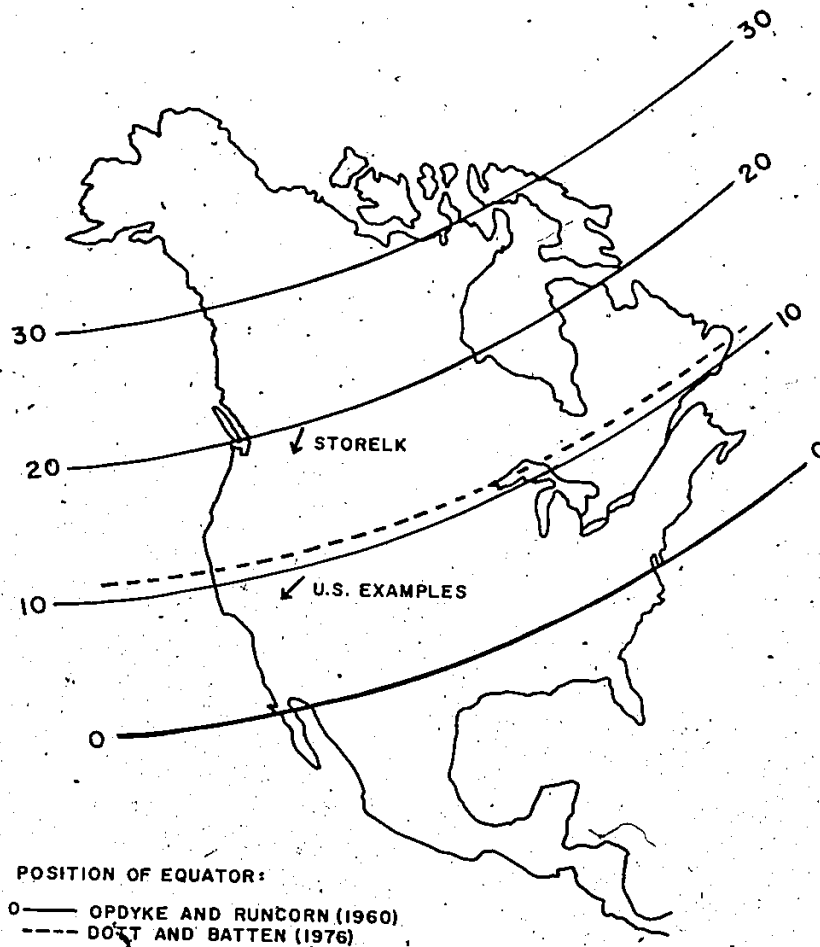 30
20
30
10
STORELK
20
0
U.S. EXAMPLES
10
0
POSITION OF EQUATOR:
0 OPDYKE AND RUNCORN (1960)
DOTT AND BATTEN (1976)